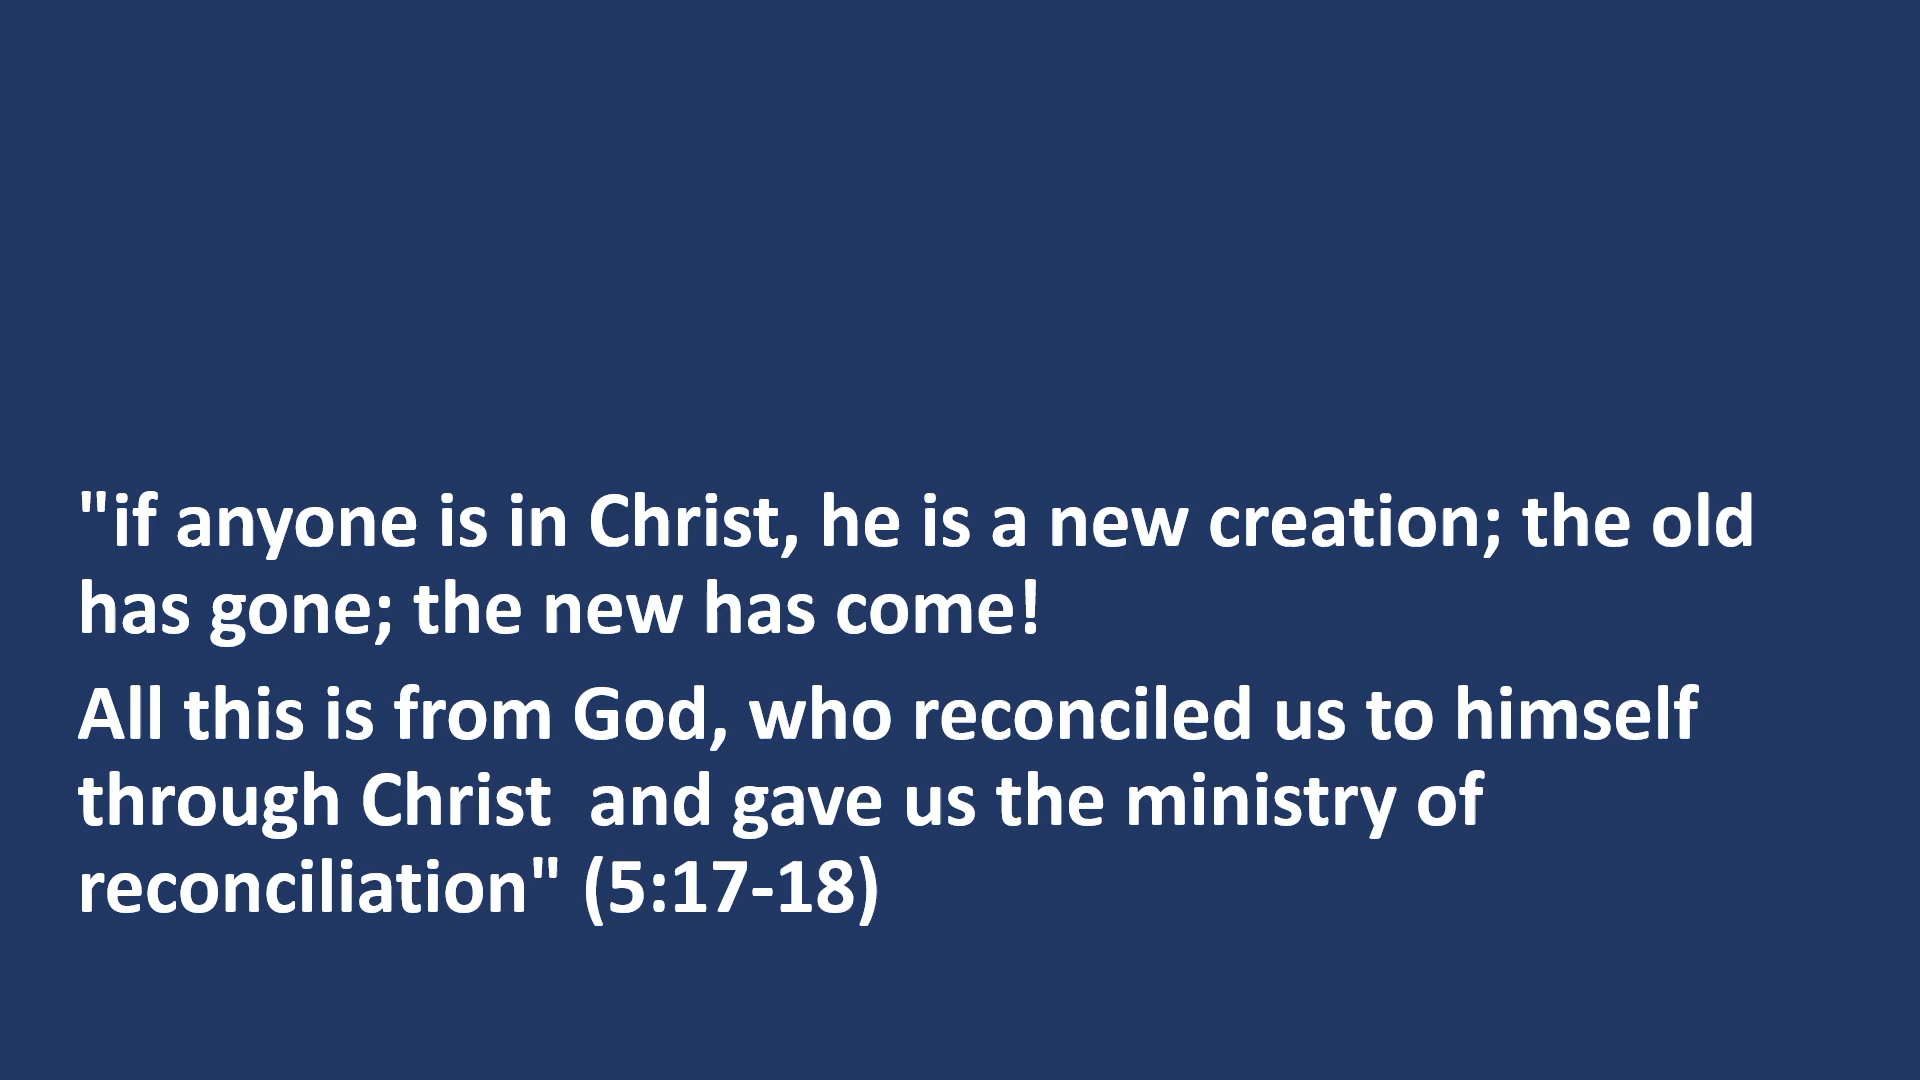 "if anyone is in Christ, he is a new creation; the old
has gone; the new has come!
All this is from God, who reconciled us to himself
through Christ  and gave us the ministry of
reconciliation" (5:17-18)